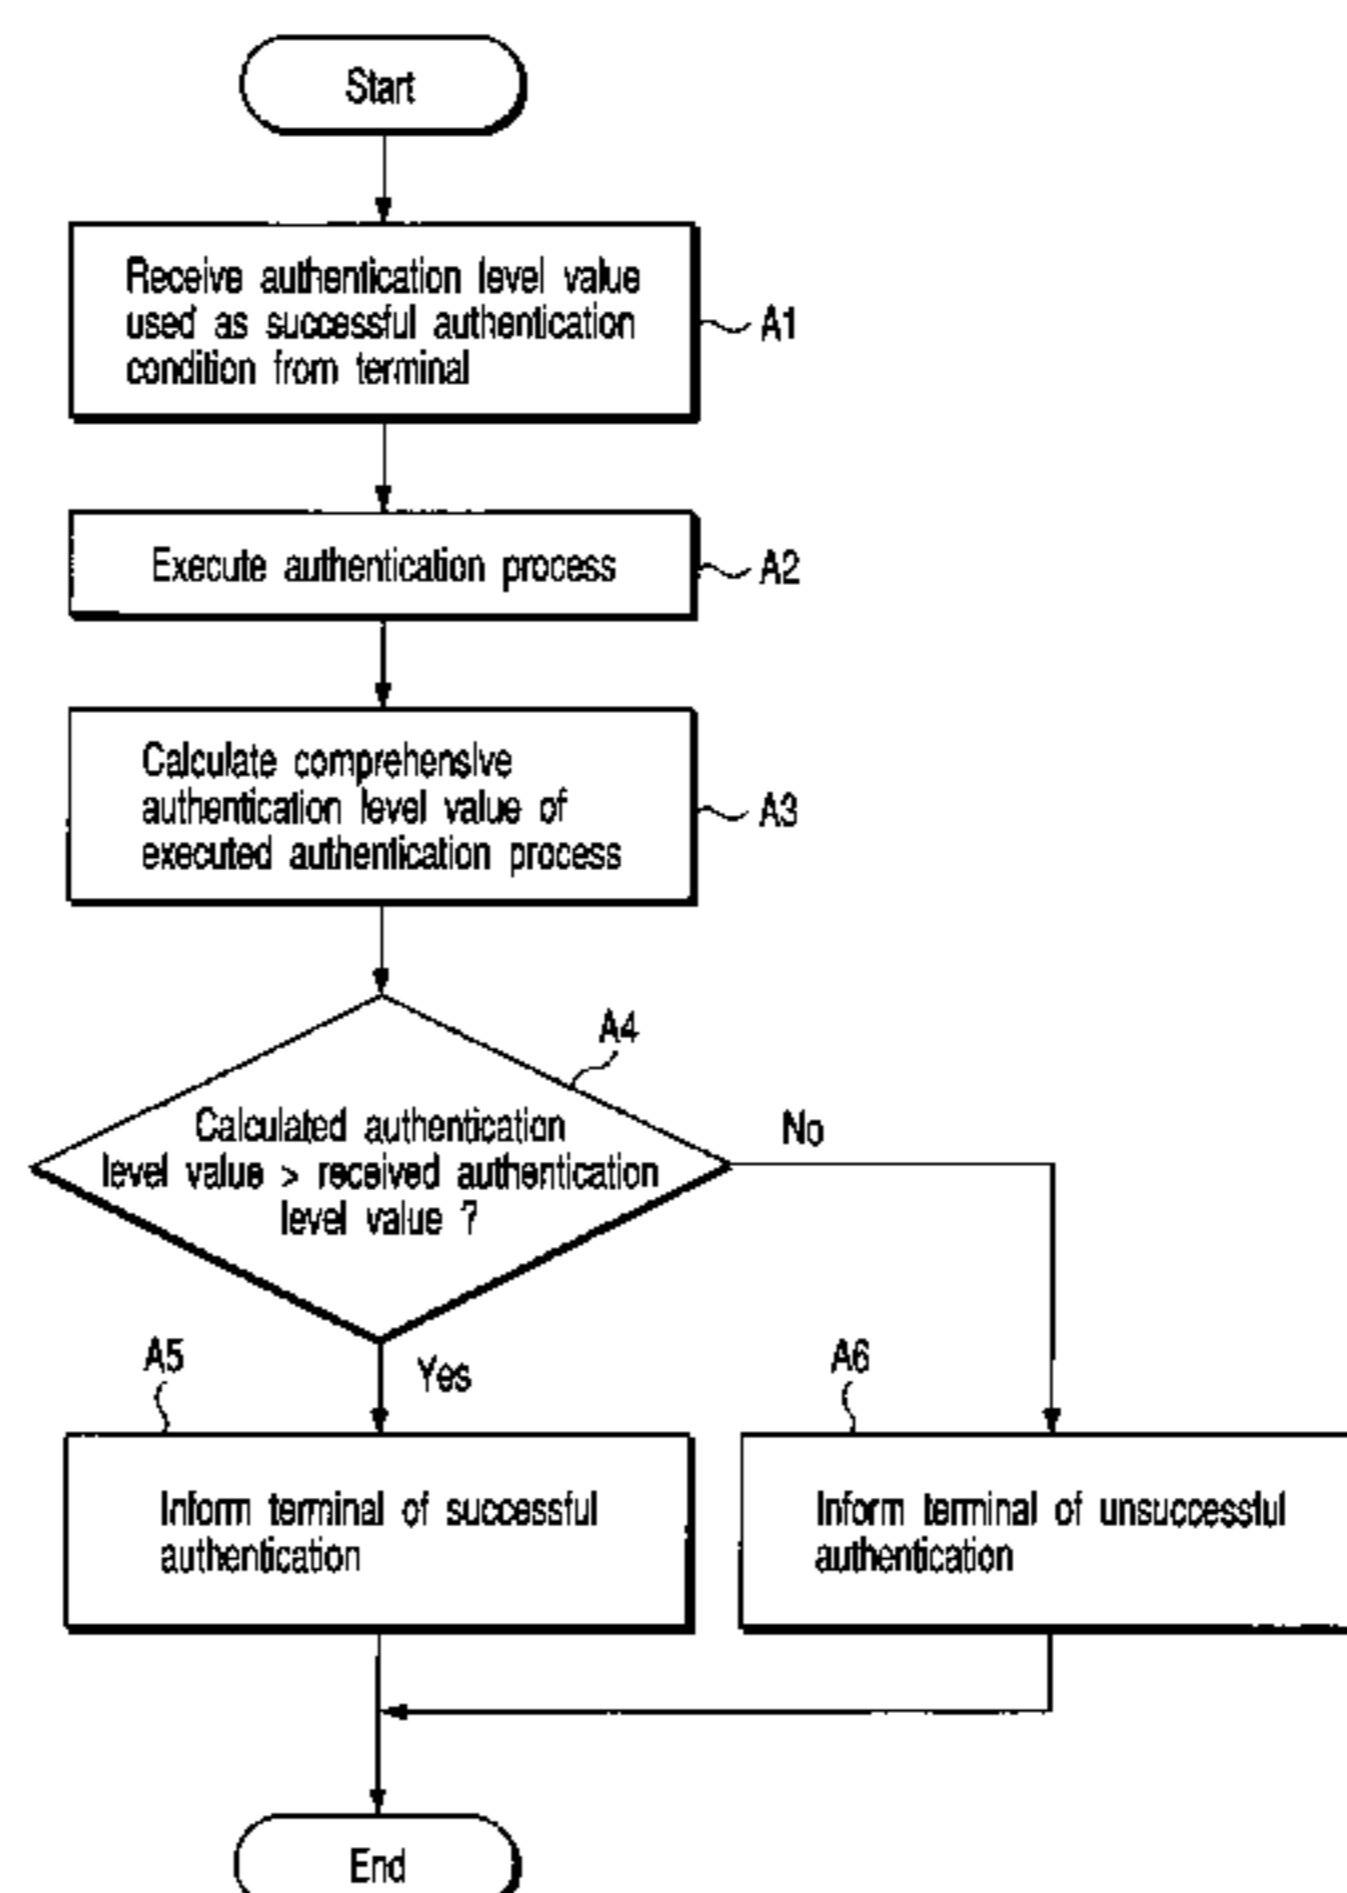 Start
Receive authentication level value
used as successful authentication
condition from terminal
A1
Execute authentication process
A2
Calculate comprehensive
authentication level value of
executed authentication process
A3
A4
Calculated authentication
level value > received authentication
level value ?
No
Yes
A5
Inform terminal of successful
authentication
A6
Inform terminal of unsuccessful
authentication
End